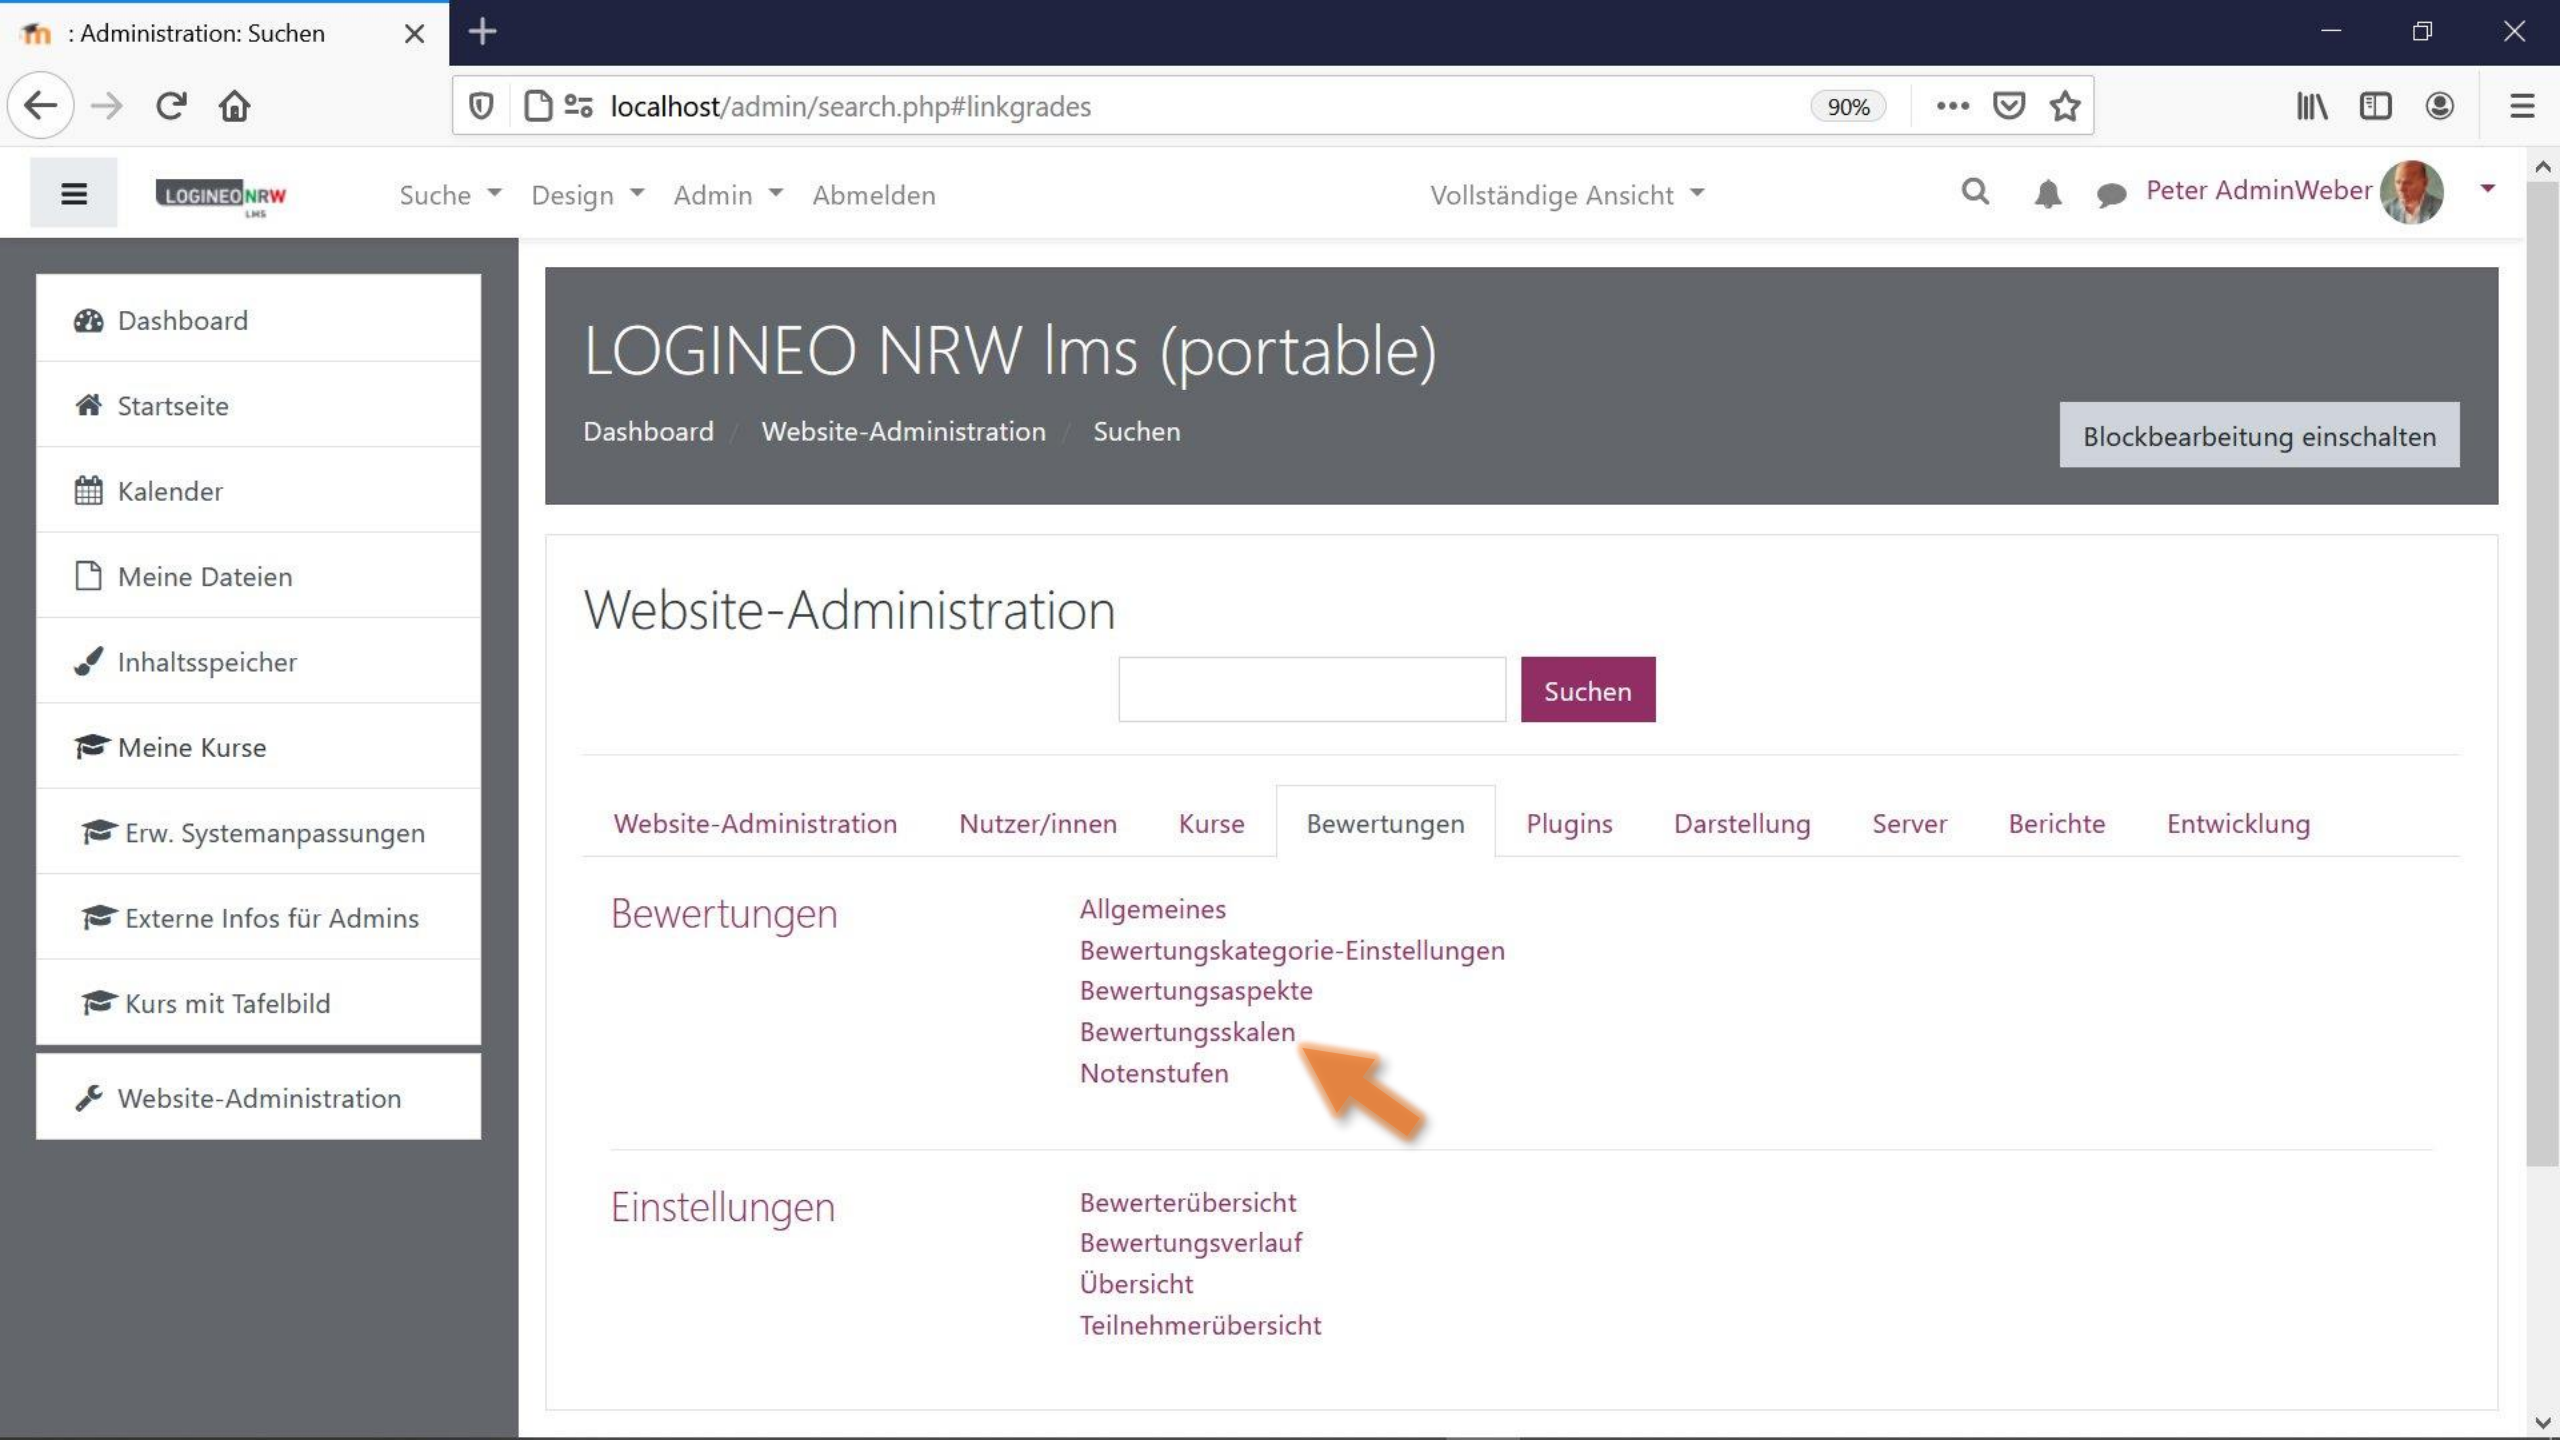 : Administration: Suchen
localhost/admin/search.php#linkgrades
90%
LOGINEO NRW
LMS
Suche
Design
Admin
Abmelden
Vollständige Ansicht
Peter AdminWeber
Dashboard
Startseite
Kalender
Meine Dateien
Inhaltsspeicher
Meine Kurse
Erw. Systemanpassungen
Externe Infos für Admins
Kurs mit Tafelbild
Website-Administration
LOGINEO NRW lms (portable)
Dashboard / Website-Administration / Suchen
Blockbearbeitung einschalten
Website-Administration
Suchen
Website-Administration
Nutzer/innen
Kurse
Bewertungen
Plugins
Darstellung
Server
Berichte
Entwicklung
Bewertungen
Allgemeines
Bewertungskategorie-Einstellungen
Bewertungsaspekte
Bewertungsskalen
Notenstufen
Einstellungen
Bewerterübersicht
Bewertungsverlauf
Übersicht
Teilnehmerübersicht